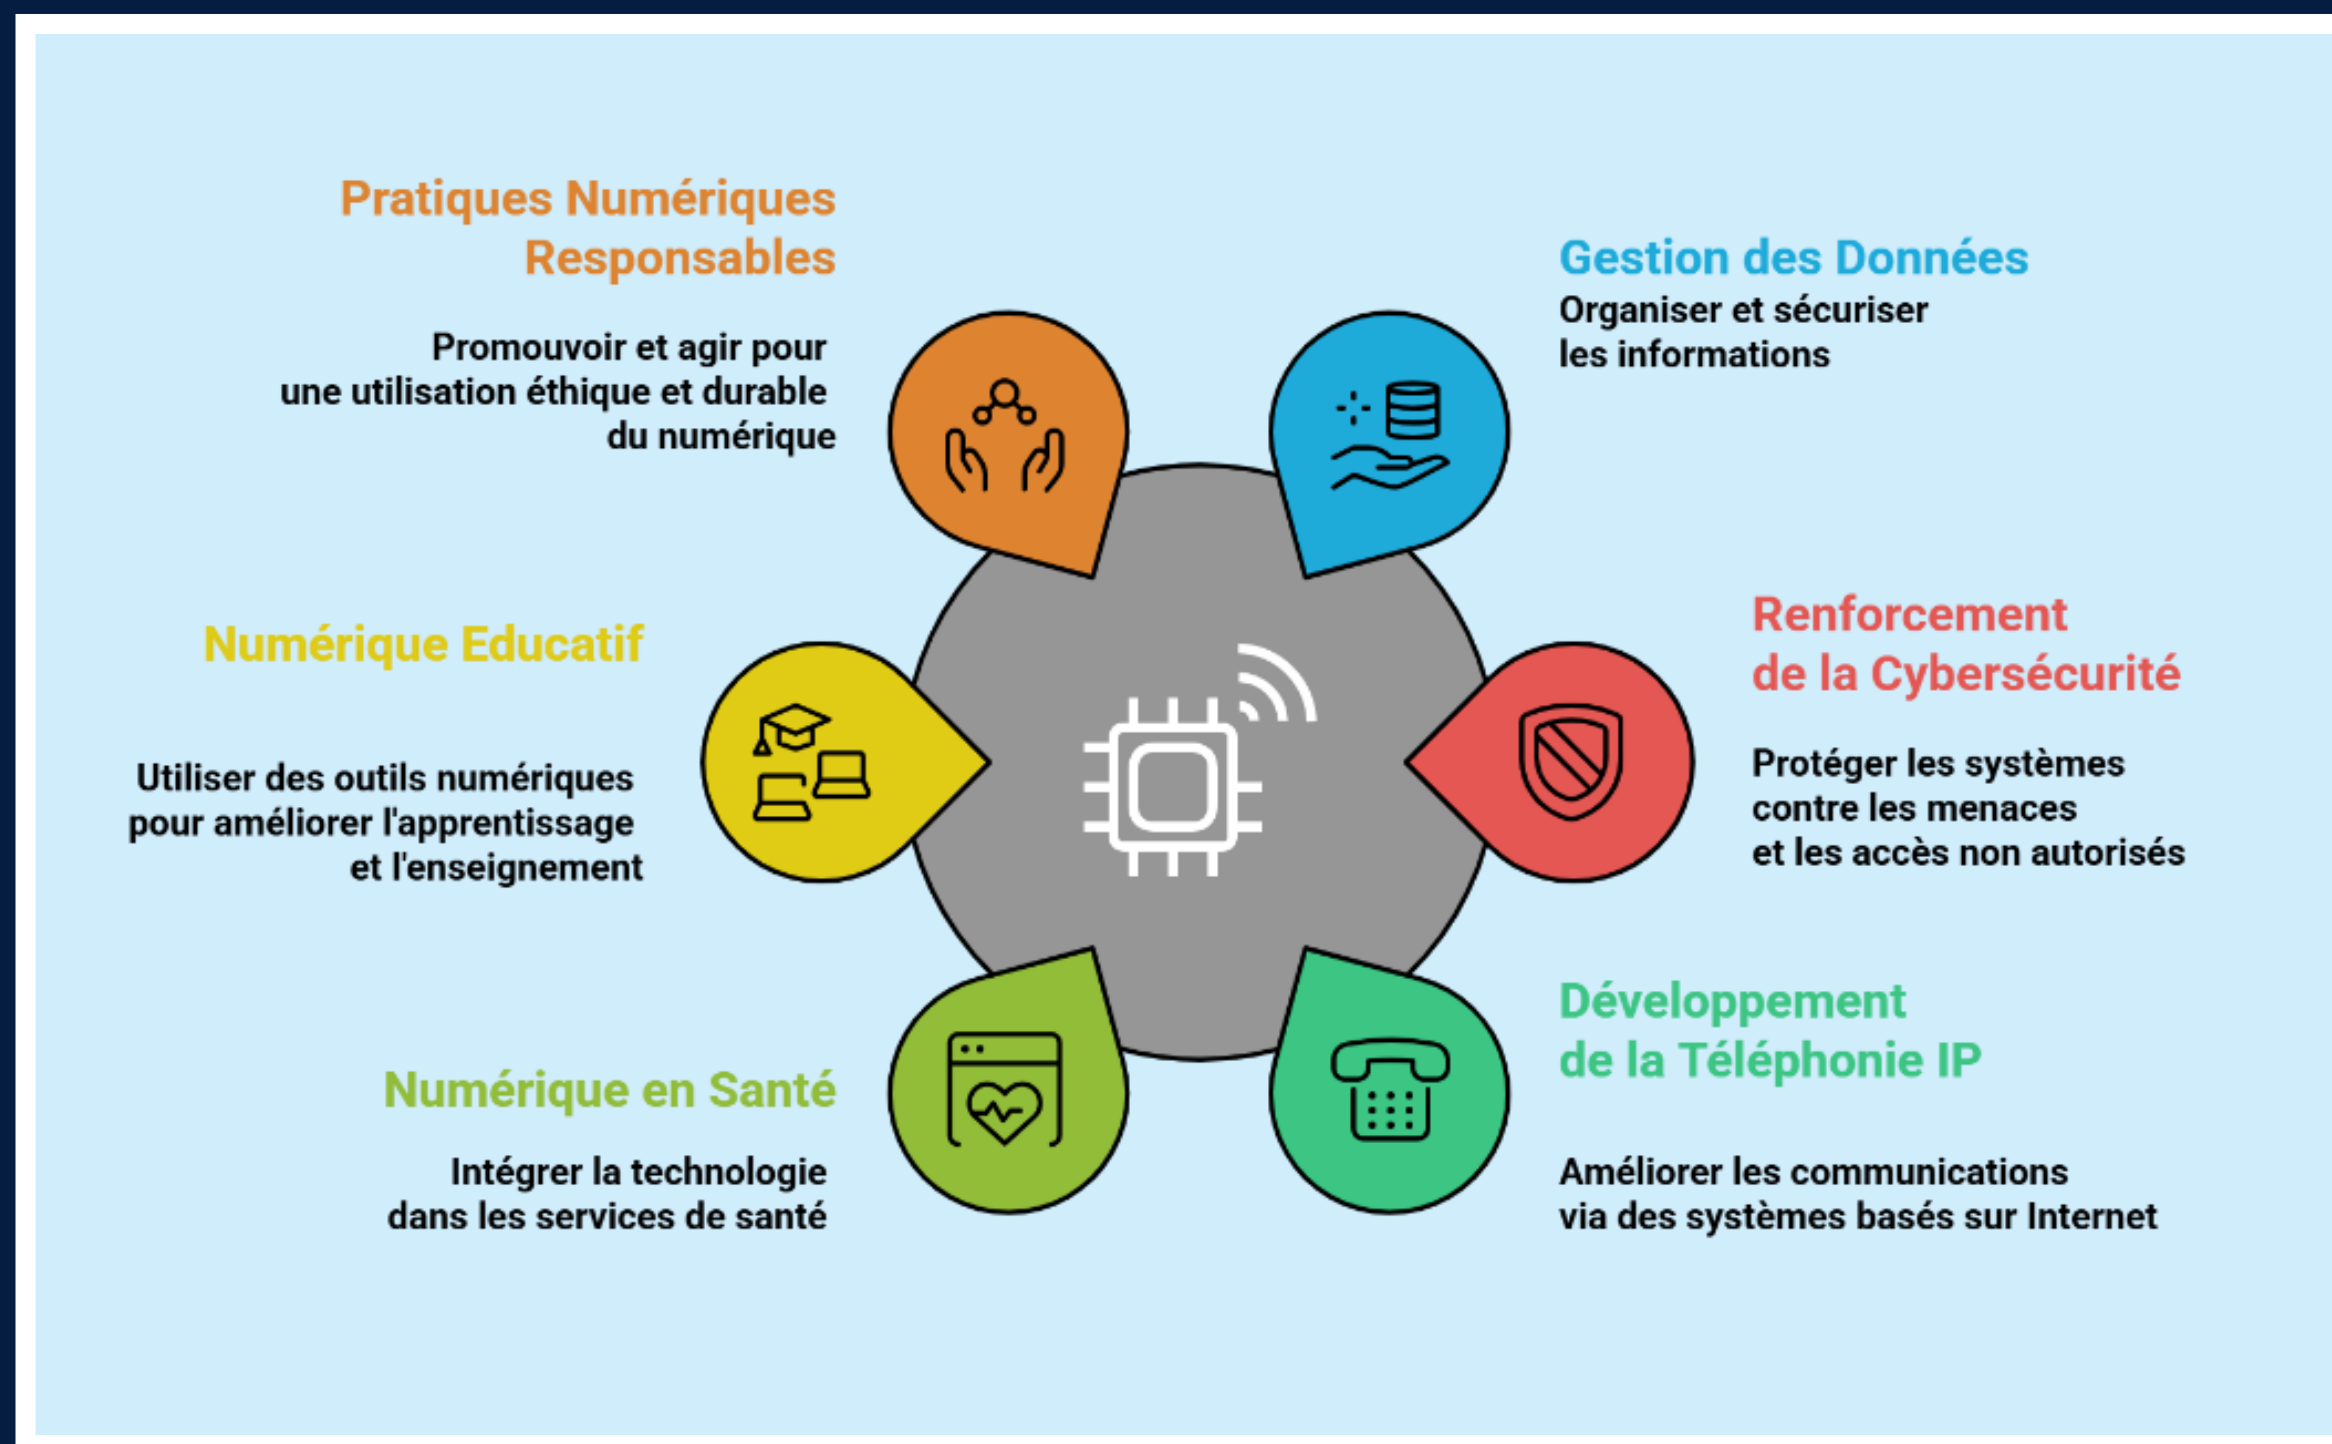 Pratiques Numériques
Responsables
Promouvoir et agir pour
une utilisation éthique et durable
du numérique
Gestion des Données
Organiser et sécuriser
les informations
Numérique Educatif
Utiliser des outils numériques
pour améliorer l'apprentissage
et l'enseignement
Renforcement
de la Cybersécurité
Protéger les systèmes
contre les menaces
et les accès non autorisés
Numérique en Santé
Intégrer la technologie
dans les services de santé
Développement
de la Téléphonie IP
Améliorer les communications
via des systèmes basés sur Internet